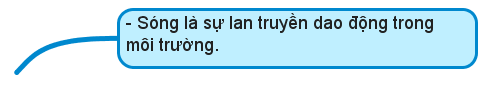 - Sóng là sự lan truyền dao động trong
môi trường.